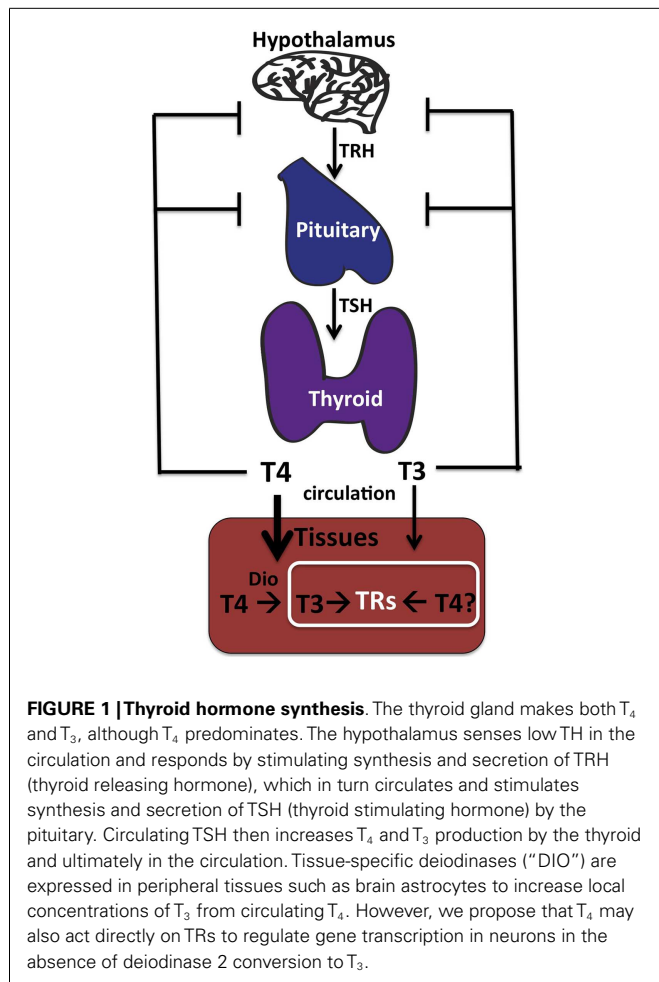 Hypothalamus
TRH
Pituitary
TSH
Thyroid
T4 T3
circulation
Tissues
Dio
T4 → T3 → TRs ← T4?
FIGURE 1 | Thyroid hormone synthesis. The thyroid gland makes both T₄
and T₃, although T₄ predominates. The hypothalamus senses low TH in the
circulation and responds by stimulating synthesis and secretion of TRH
(thyroid releasing hormone), which in turn circulates and stimulates
synthesis and secretion of TSH (thyroid stimulating hormone) by the
pituitary. Circulating TSH then increases T₄ and T₃ production by the thyroid
and ultimately in the circulation. Tissue-specific deiodinases (“DIO”) are
expressed in peripheral tissues such as brain astrocytes to increase local
concentrations of T₃ from circulating T₄. However, we propose that T₄ may
also act directly on TRs to regulate gene transcription in neurons in the
absence of deiodinase 2 conversion to T₃.